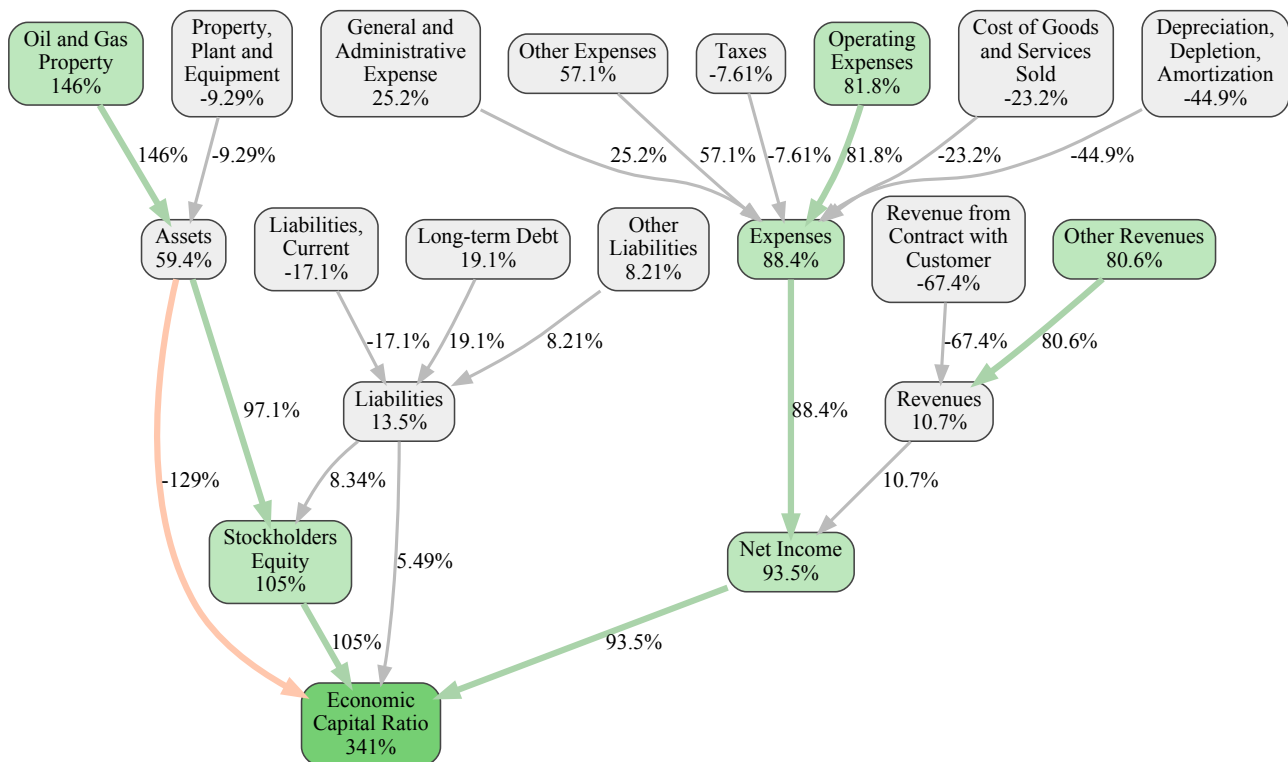 Oil and Gas
Property
146%
Property,
Plant and
Equipment
-9.29%
General and
Administrative
Expense
25.2%
Other Expenses
57.1%
Taxes
-7.61%
Operating
Expenses
81.8%
Cost of Goods
and Services
Sold
-23.2%
Depreciation,
Depletion,
Amortization
-44.9%
146%
-9.29%
25.2%
57.1%
-7.61%
81.8%
-23.2%
-44.9%
Assets
59.4%
Liabilities,
Current
-17.1%
Long-term Debt
19.1%
Other
Liabilities
8.21%
Expenses
88.4%
Revenue from
Contract with
Customer
-67.4%
Other Revenues
80.6%
-17.1%
19.1%
8.21%
-67.4%
80.6%
97.1%
Liabilities
13.5%
88.4%
Revenues
10.7%
-129%
8.34%
10.7%
Stockholders
Equity
105%
5.49%
Net Income
93.5%
105%
93.5%
Economic
Capital Ratio
341%